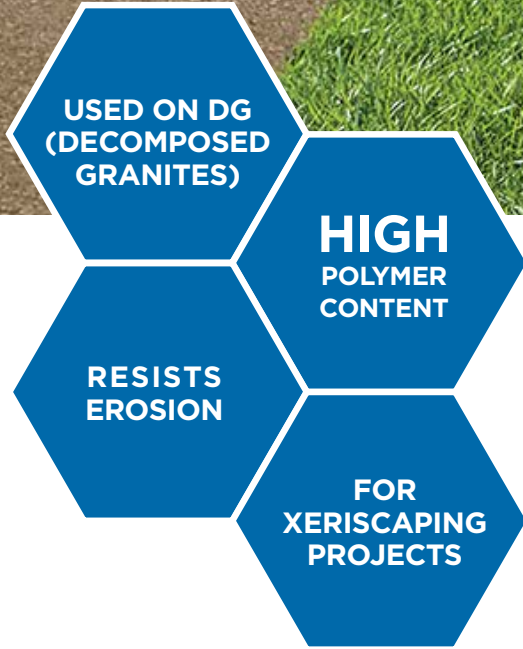 USED ON DG
(DECOMPOSED
GRANITES)
HIGH
POLYMER
CONTENT
RESISTS
EROSION
FOR
XERISCAPING
PROJECTS